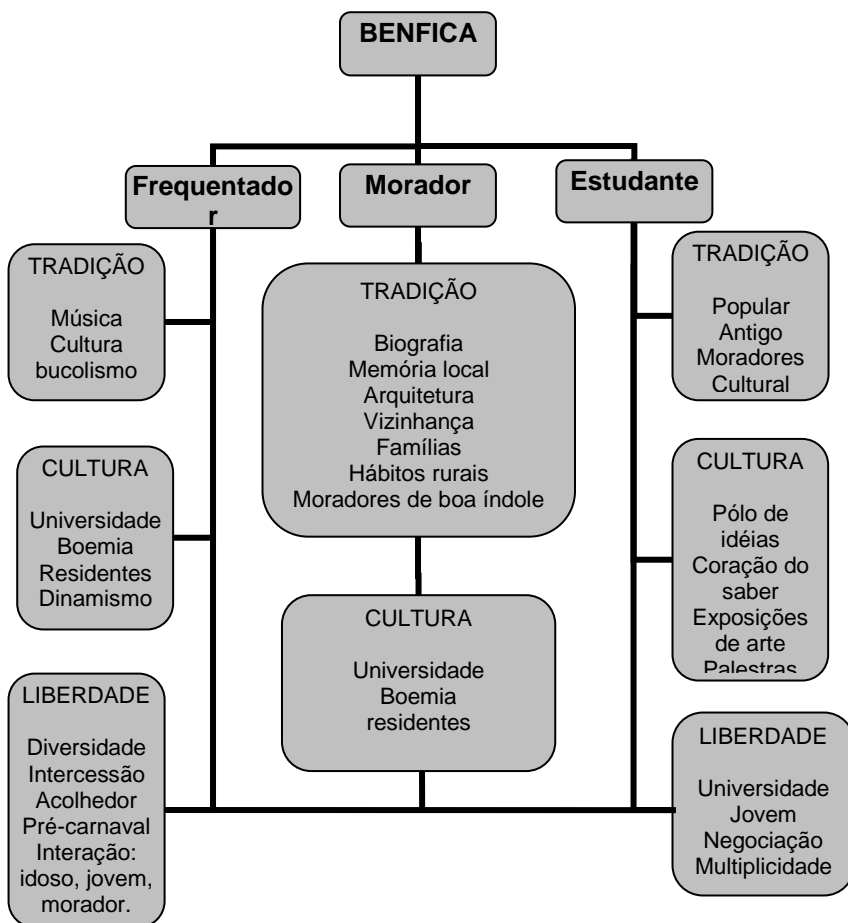 BENFICA
Frequentado
r
Morador
Estudante
TRADIÇÃO
Música
Cultura
bucolismo
CULTURA
Universidade
Boemia
Residentes
Dinamismo
LIBERDADE
Diversidade
Intercessão
Acolhedor
Pré-carnaval
Interação:
idoso, jovem,
morador.
TRADIÇÃO
Biografia
Memória local
Arquitetura
Vizinhança
Famílias
Hábitos rurais
Moradores de boa índole
CULTURA
Universidade
Boemia
residentes
TRADIÇÃO
Popular
Antigo
Moradores
Cultural
CULTURA
Pólo de
idéias
Coração do
saber
Exposições
de arte
Palestras
LIBERDADE
Universidade
Jovem
Negociação
Multiplicidade